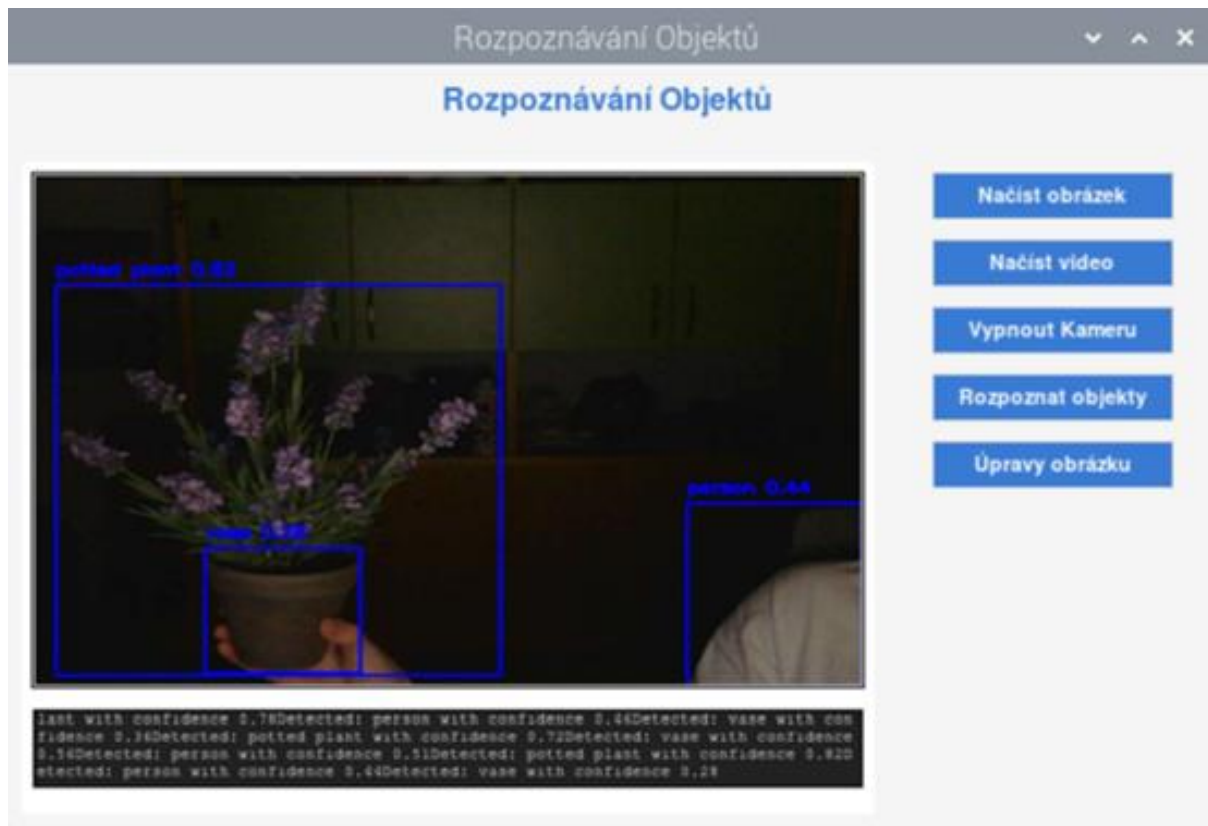 Rozpoznávání Objektů
Rozpoznávání Objektů
potted plant 0.82
person 0.44
vase 0.28
Načíst obrázek
Načíst video
Vypnout Kameru
Rozpoznat objekty
Úpravy obrázku
lant with confidence 0.78Detected: person with confidence 0.46Detected: vase with con
fidence 0.36Detected: potted plant with confidence 0.72Detected: vase with confidence
0.56Detected: person with confidence 0.51Detected: potted plant with confidence 0.82D
etected: person with confidence 0.44Detected: vase with confidence 0.28